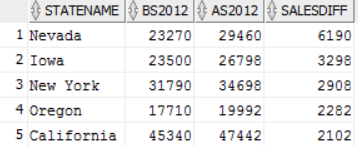 STATENAME BS2012 AS2012 SALESDIFF
1 Nevada 23270 29460 6190
2 Iowa 23500 26798 3298
3 New York 31790 34698 2908
4 Oregon 17710 19992 2282
5 California 45340 47442 2102